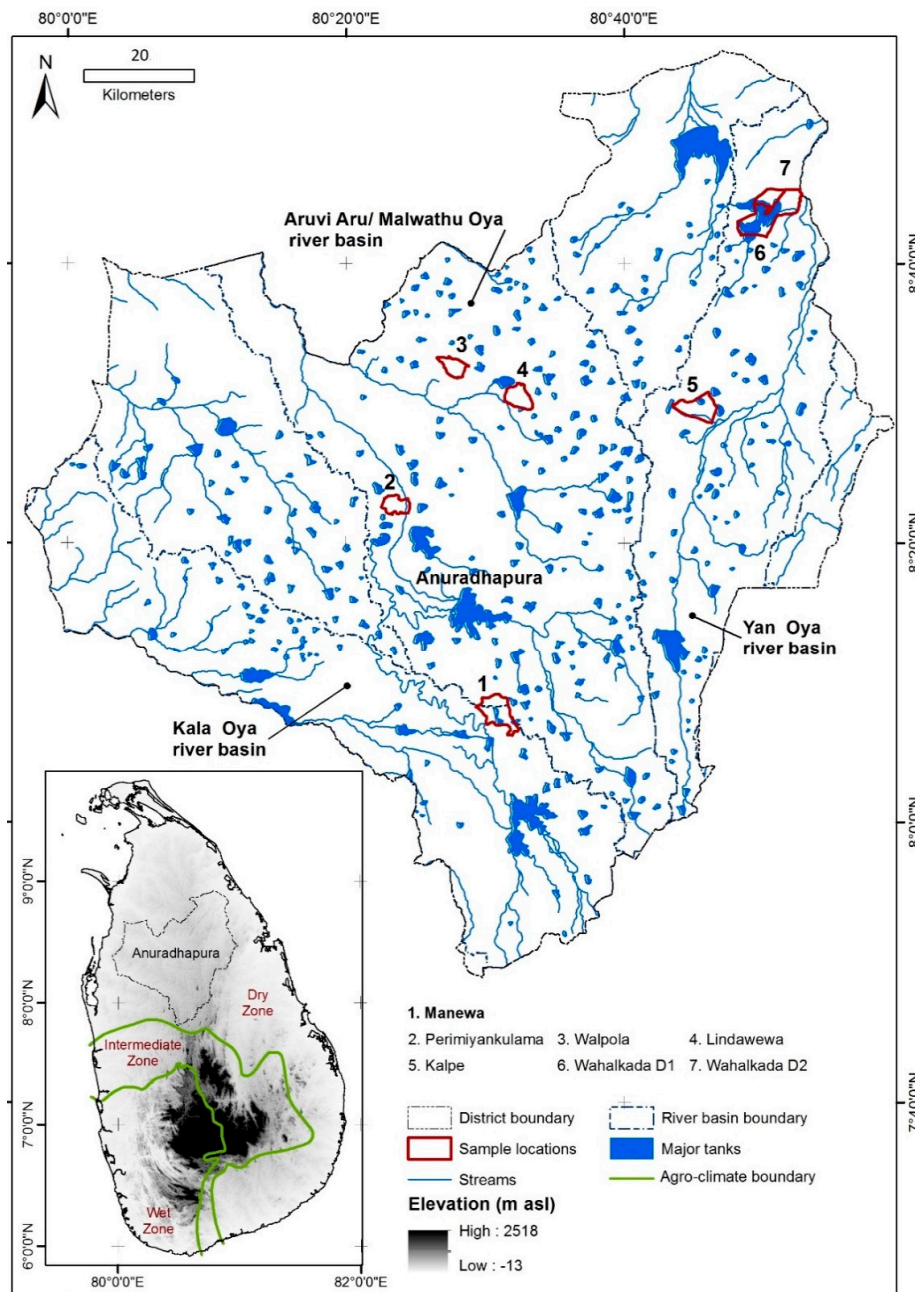 80°0'0"E 80°20'0"E 80°40'0"E
20
N
Kilometers
7
Aruvi Aru/ Malwathu Oya
river basin
6
8°40'0"N
3
4
5
2
8°20'0"N
Anuradhapura
Yan Oya
river basin
1
Kala Oya
river basin
8°0'0"N
9°0'0"N
Anuradhapura
Dry
Zone
8°0'0"N
Intermediate
Zone
7°0'0"N
Wet
Zone
6°0'0"N
80°0'0"E 82°0'0"E
1. Manewa
2. Perimiyankulama 3. Walpola 4. Lindawewa
5. Kalpe 6. Wahalkada D1 7. Wahalkada D2
7°40'0"N
District boundary River basin boundary
Sample locations Major tanks
Streams Agro-climate boundary
Elevation (m asl)
High : 2518
Low : -13